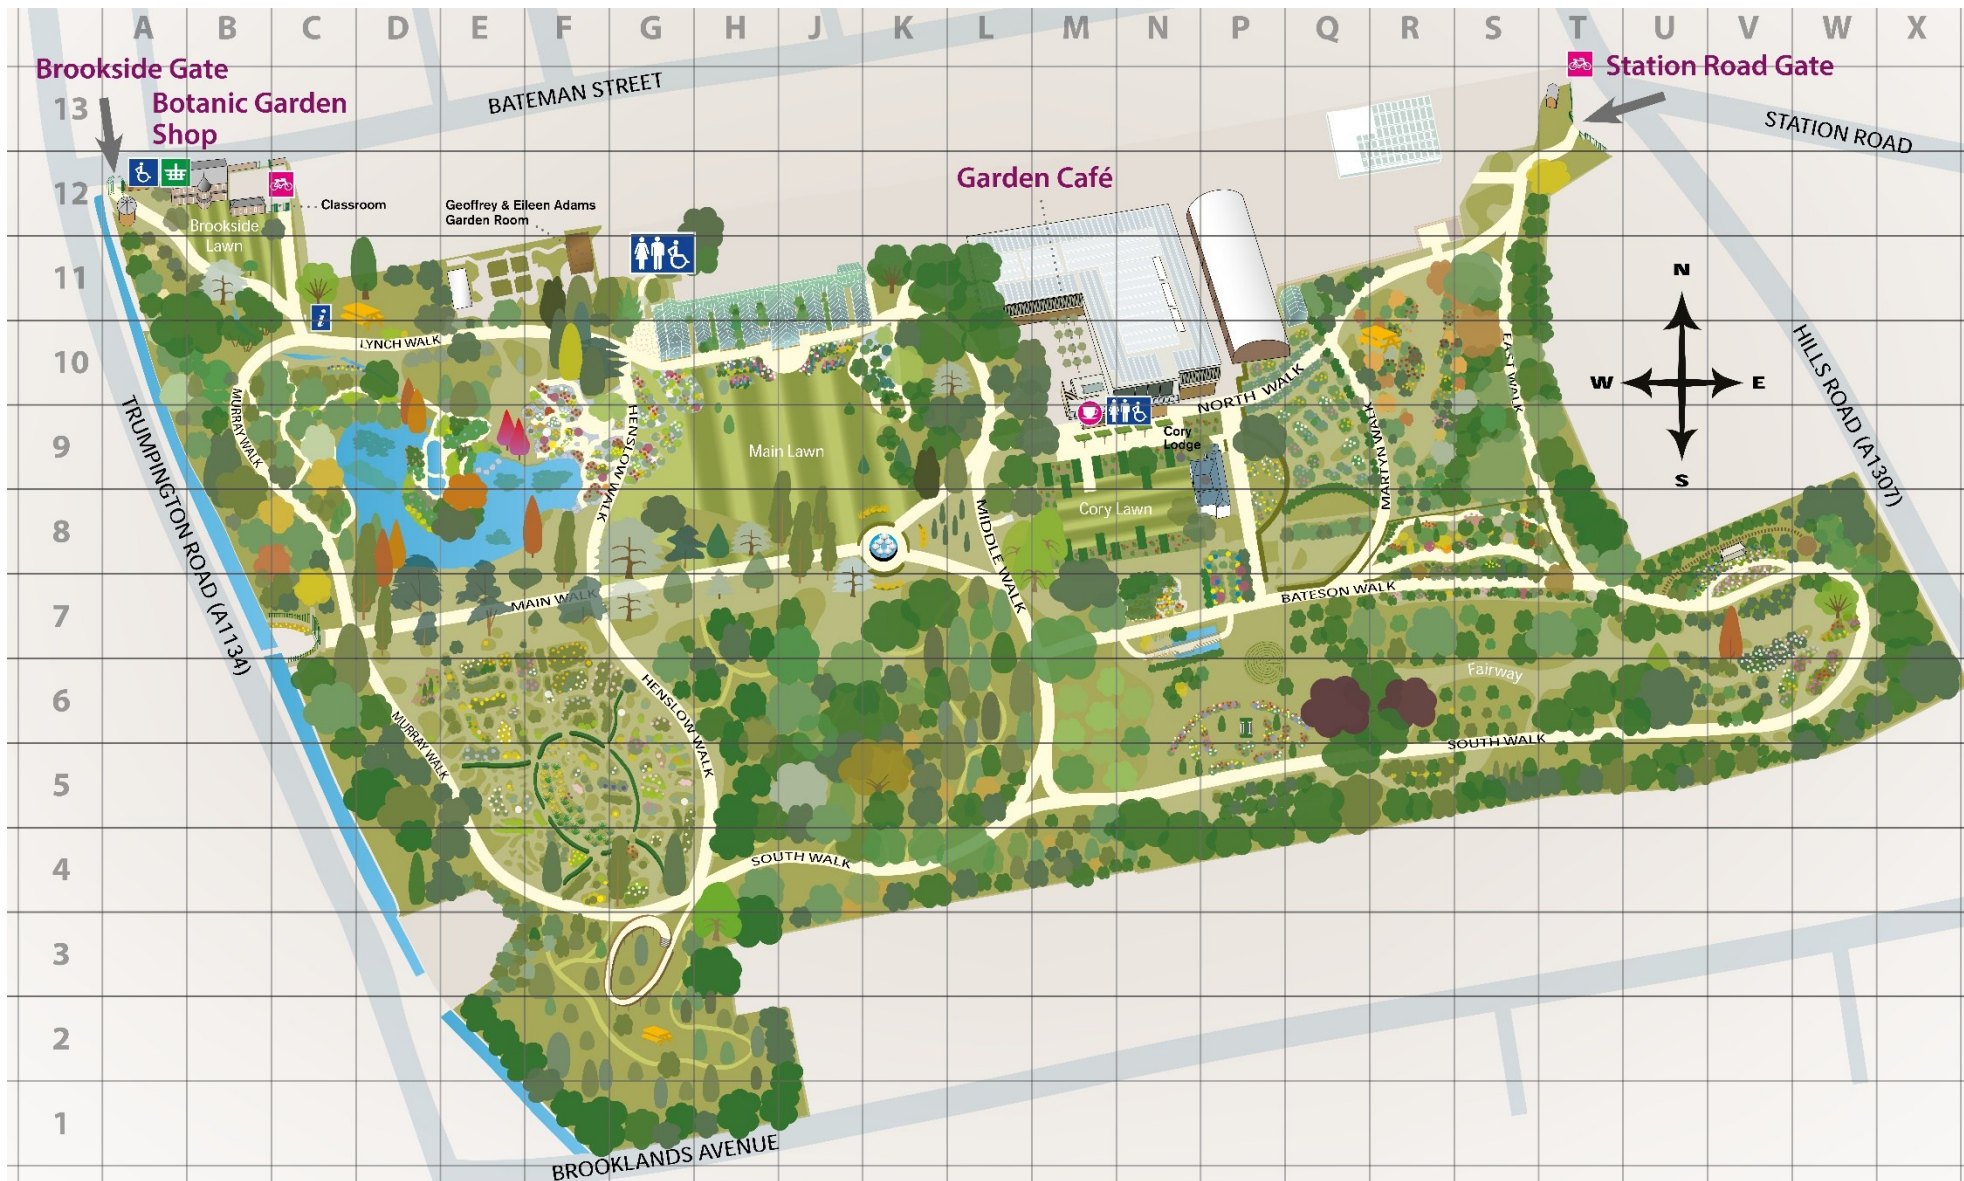 A B C D E F G H J K L M N P Q R S T U V W X
Brookside Gate
Station Road Gate
13
Botanic Garden
Shop
BATEMAN STREET
STATION ROAD
12
Garden Café
Classroom
Geoffrey & Eileen Adams
Garden Room
Brookside
Lawn
11
N
i
10
LYNCH WALK
EAST WALK
HILLS ROAD (A1307)
W
E
NORTH WALK
MURRAY WALK
TRUMPINGTON ROAD (A1134)
HENSLOW WALK
MARTYN WALK
9
Cory
Lodge
Main Lawn
S
8
MIDDLE WALK
Cory Lawn
7
MAIN WALK
BATESON WALK
6
Fairway
HENSLOW WALK
MURRAY WALK
SOUTH WALK
5
4
SOUTH WALK
3
2
1
BROOKLANDS AVENUE